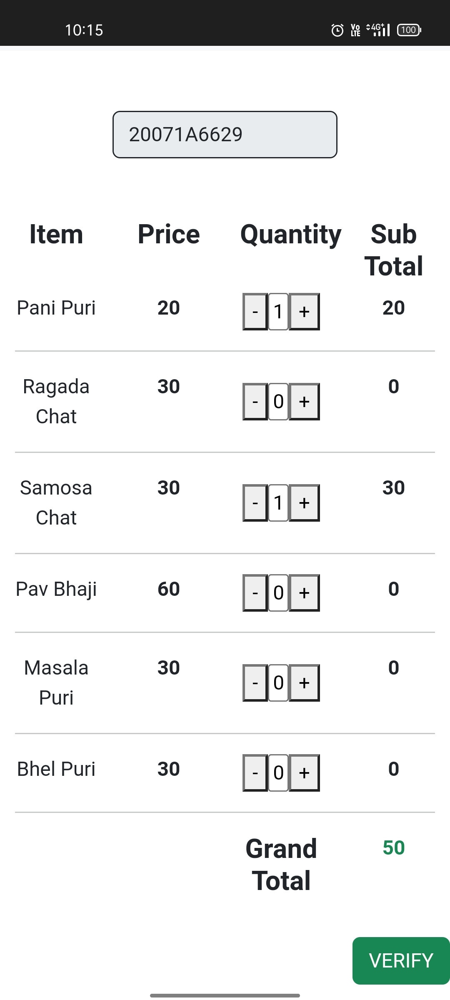 10:15 Vo LTE 4G+ 100
20071A6629
Item Price Quantity Sub
Total
Pani Puri 20 - 1 + 20
Ragada 30 - 0 + 0
Chat
Samosa 30 - 1 + 30
Chat
Pav Bhaji 60 - 0 + 0
Masala 30 - 0 + 0
Puri
Bhel Puri 30 - 0 + 0
Grand 50
Total
VERIFY